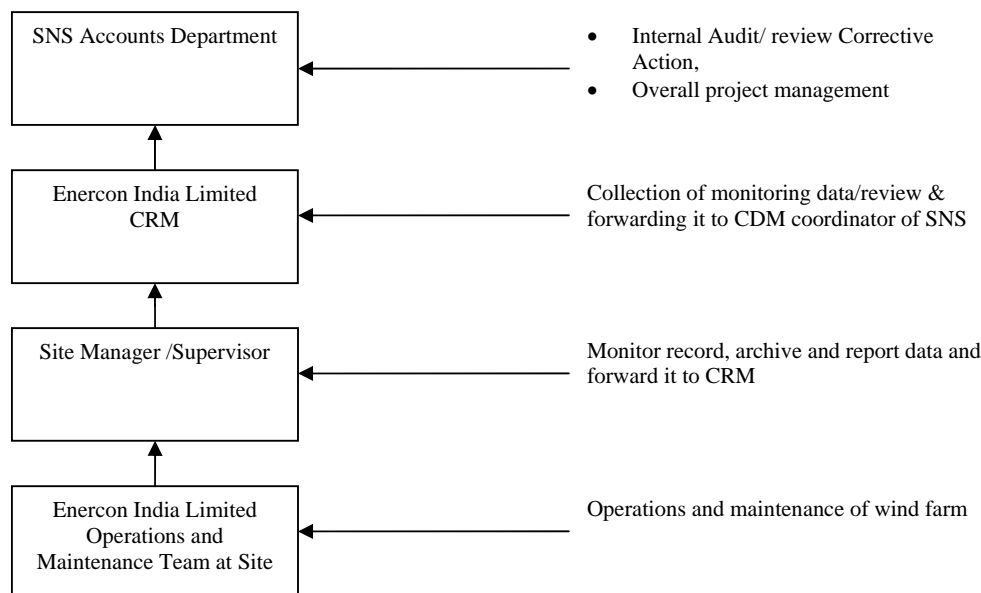 SNS Accounts Department
• Internal Audit/ review Corrective
Action,
• Overall project management
Enercon India Limited
CRM
Collection of monitoring data/review &
forwarding it to CDM coordinator of SNS
Site Manager /Supervisor
Monitor record, archive and report data and
forward it to CRM
Enercon India Limited
Operations and
Maintenance Team at Site
Operations and maintenance of wind farm